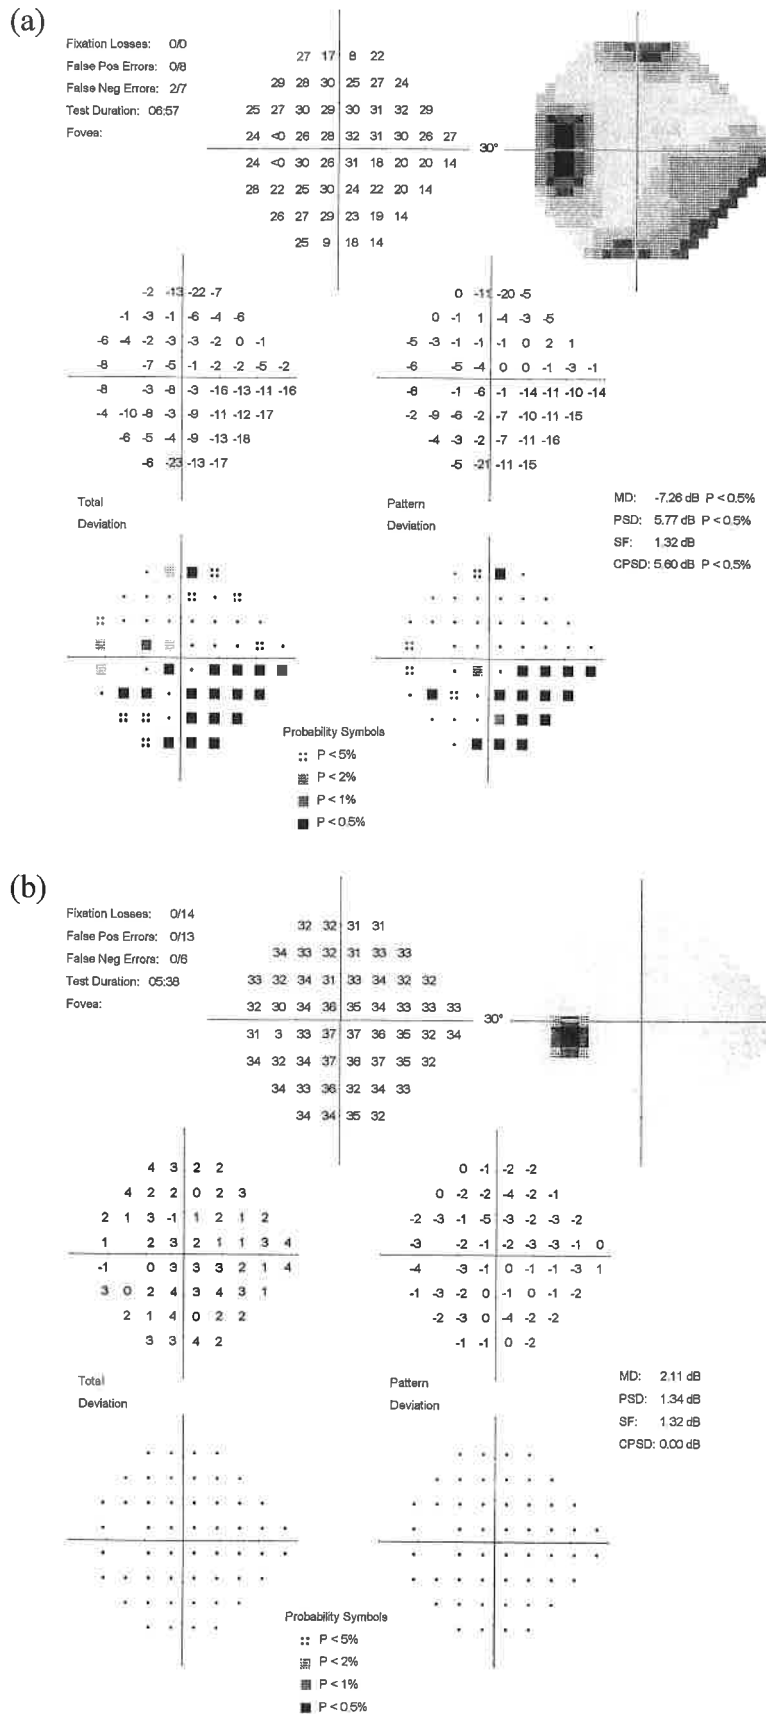 (a)
Fixation Losses: 0/0
False Pos Errors: 0/8
False Neg Errors: 2/7
Test Duration: 06:57
Fovea:
27 17 8 22
29 28 30 25 27 24
25 27 30 29 30 31 32 29
24 <0 26 28 32 31 30 26 27
30°
24 <0 30 26 31 18 20 20 14
28 22 25 30 24 22 20 14
26 27 29 23 19 14
25 9 18 14
-2 -13 -22 -7
-1 -3 -1 -6 -4 -6
-6 -4 -2 -3 -3 -2 0 -1
-8 -7 -5 -1 -2 -2 -5 -2
-8 -3 -8 -3 -16 -13 -11 -16
-4 -10 -8 -3 -9 -11 -12 -17
-6 -5 -4 -9 -13 -18
-6 -23 -13 -17
Total
Deviation
0 -11 -20 -5
0 -1 1 -4 -3 -5
-5 -3 -1 -1 -1 0 2 1
-6 -5 -4 0 0 -1 -3 -1
-6 -1 -6 -1 -14 -11 -10 -14
-2 -9 -6 -2 -7 -10 -11 -15
-4 -3 -2 -7 -11 -16
-5 -21 -11 -15
Pattern
Deviation
MD: -7.26 dB P < 0.5%
PSD: 5.77 dB P < 0.5%
SF: 1.32 dB
CPSD: 5.60 dB P < 0.5%
Probability Symbols
P < 5%
P < 2%
P < 1%
P < 0.5%
(b)
Fixation Losses: 0/14
False Pos Errors: 0/13
False Neg Errors: 0/6
Test Duration: 05:38
Fovea:
32 32 31 31
34 33 32 31 33 33
33 32 34 31 33 34 32 32
32 30 34 36 35 34 33 33 33
30°
31 3 33 37 37 36 35 32 34
34 32 34 37 36 37 35 32
34 33 36 32 34 33
34 34 35 32
4 3 2 2
4 2 2 0 2 3
2 1 3 -1 1 2 1 2
1 2 3 2 1 1 3 4
-1 0 3 3 3 2 1 4
3 0 2 4 3 4 3 1
2 1 4 0 2 2
3 3 4 2
Total
Deviation
0 -1 -2 -2
0 -2 -2 -4 -2 -1
-2 -3 -1 -5 -3 -2 -3 -2
-3 -2 -1 -2 -3 -3 -1 0
-4 -3 -1 0 -1 -1 -3 1
-1 -3 -2 0 -1 0 -1 -2
-2 -3 0 -4 -2 -2
-1 -1 0 -2
Pattern
Deviation
MD: 2.11 dB
PSD: 1.34 dB
SF: 1.32 dB
CPSD: 0.00 dB
Probability Symbols
P < 5%
P < 2%
P < 1%
P < 0.5%